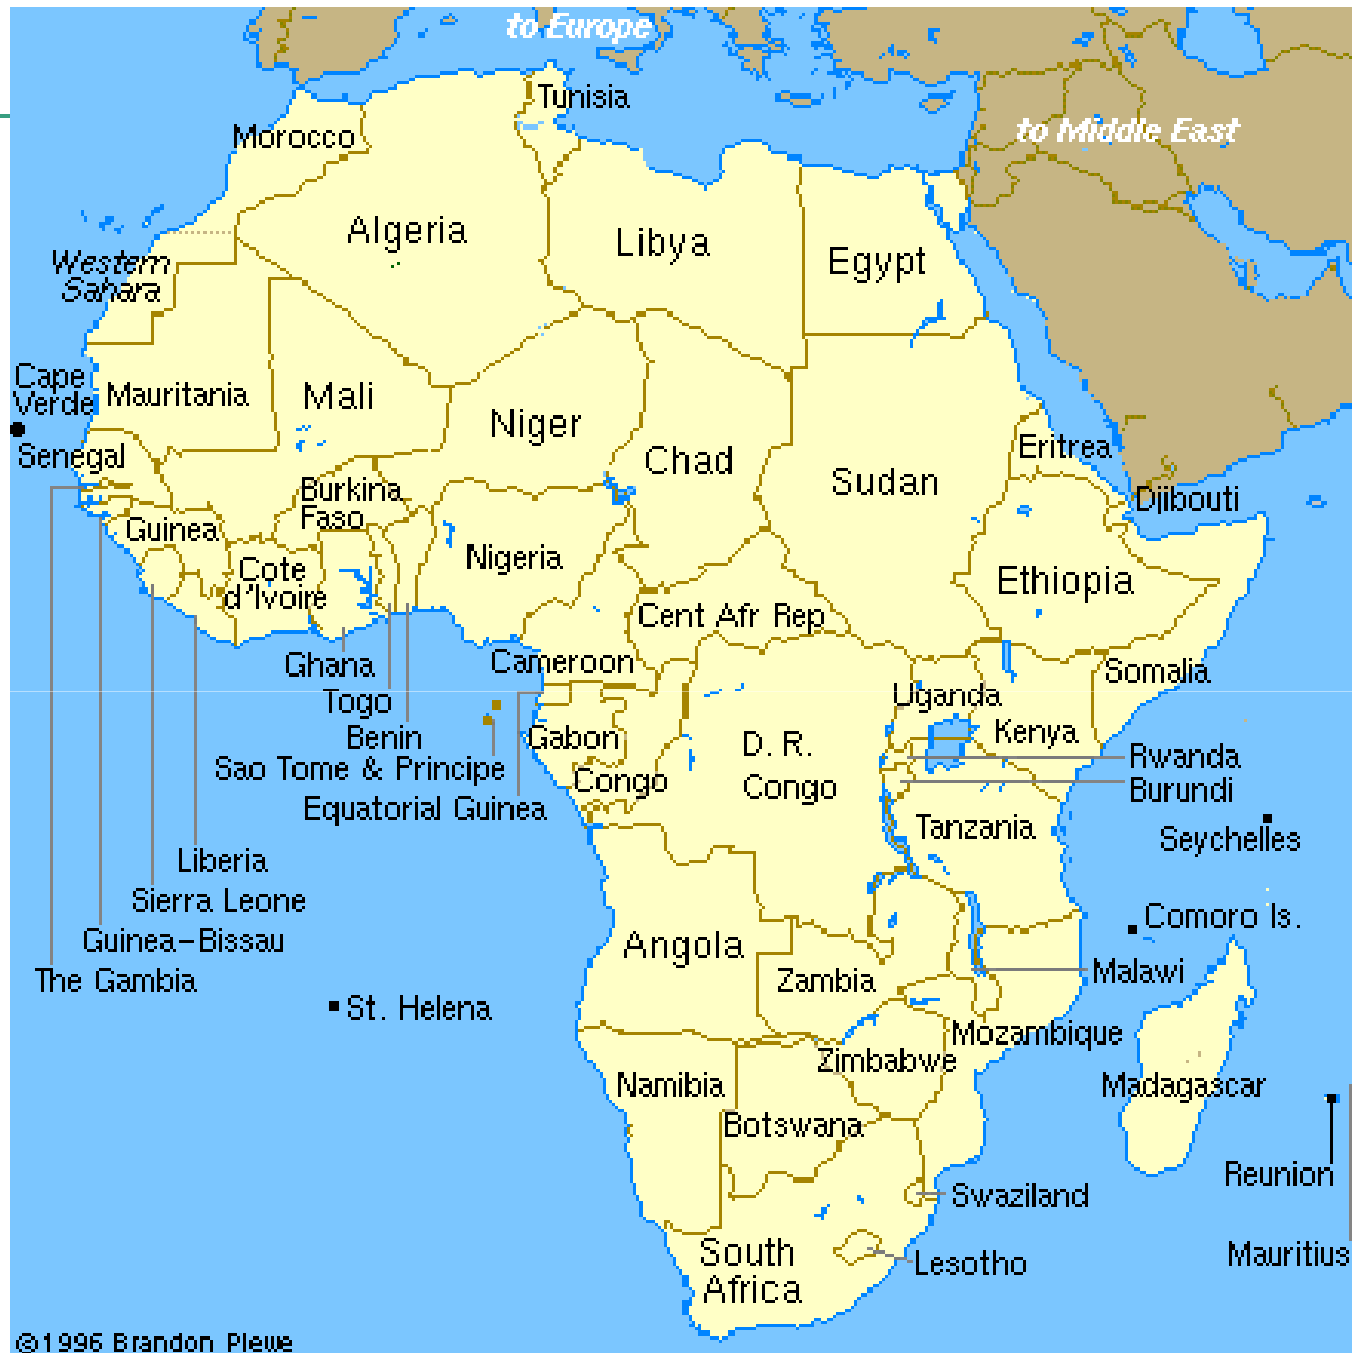 to Europe
Tunisia
to Middle East
Morocco
Algeria
Libya
Egypt
Western
Sahara
Cape
Verde
Mauritania
Mali
Niger
Chad
Sudan
Eritrea
Senegal
Burkina
Faso
Djibouti
Guinea
Nigeria
Cote
d'Ivoire
Ethiopia
Cent Afr Rep
Ghana
Cameroon
Somalia
Togo
Uganda
Benin
Gabon
D. R.
Congo
Kenya
Sao Tome & Principe
Congo
Rwanda
Burundi
Equatorial Guinea
Tanzania
Seychelles
Liberia
Sierra Leone
Comoro Is.
Guinea-Bissau
Angola
The Gambia
Zambia
Malawi
St. Helena
Mozambique
Zimbabwe
Namibia
Madagascar
Botswana
Reunion
Swaziland
South
Africa
Lesotho
Mauritius
©1996 Brandon Plewe